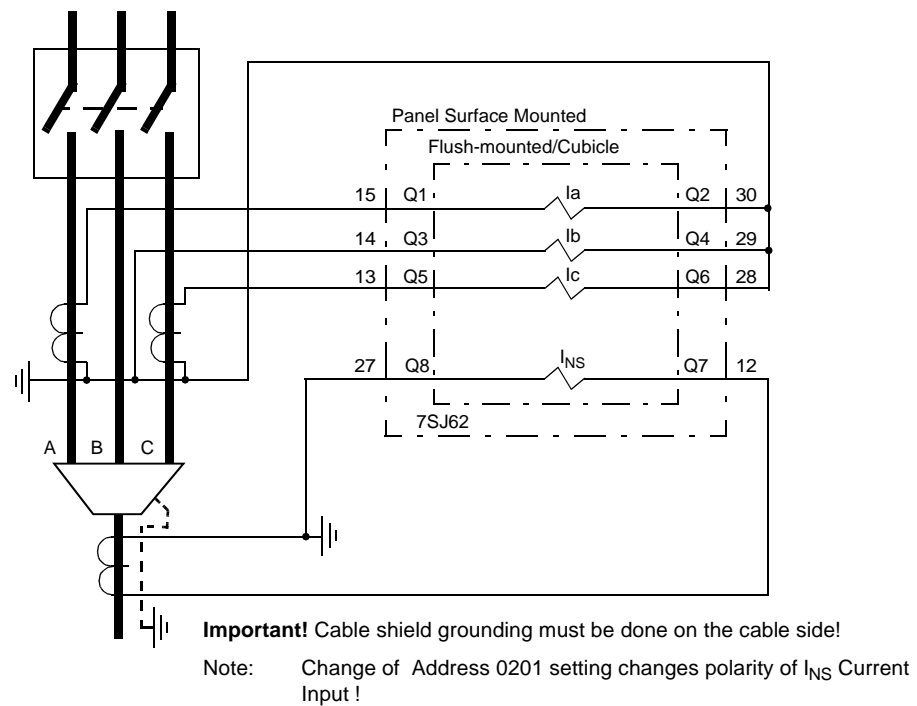 Panel Surface Mounted
Flush-mounted/Cubicle
15 Q1 Ia Q2 30
14 Q3 Ib Q4 29
13 Q5 Ic Q6 28
27 Q8 INS Q7 12
7SJ62
A B C
Important! Cable shield grounding must be done on the cable side!
Note: Change of Address 0201 setting changes polarity of INS Current
Input !